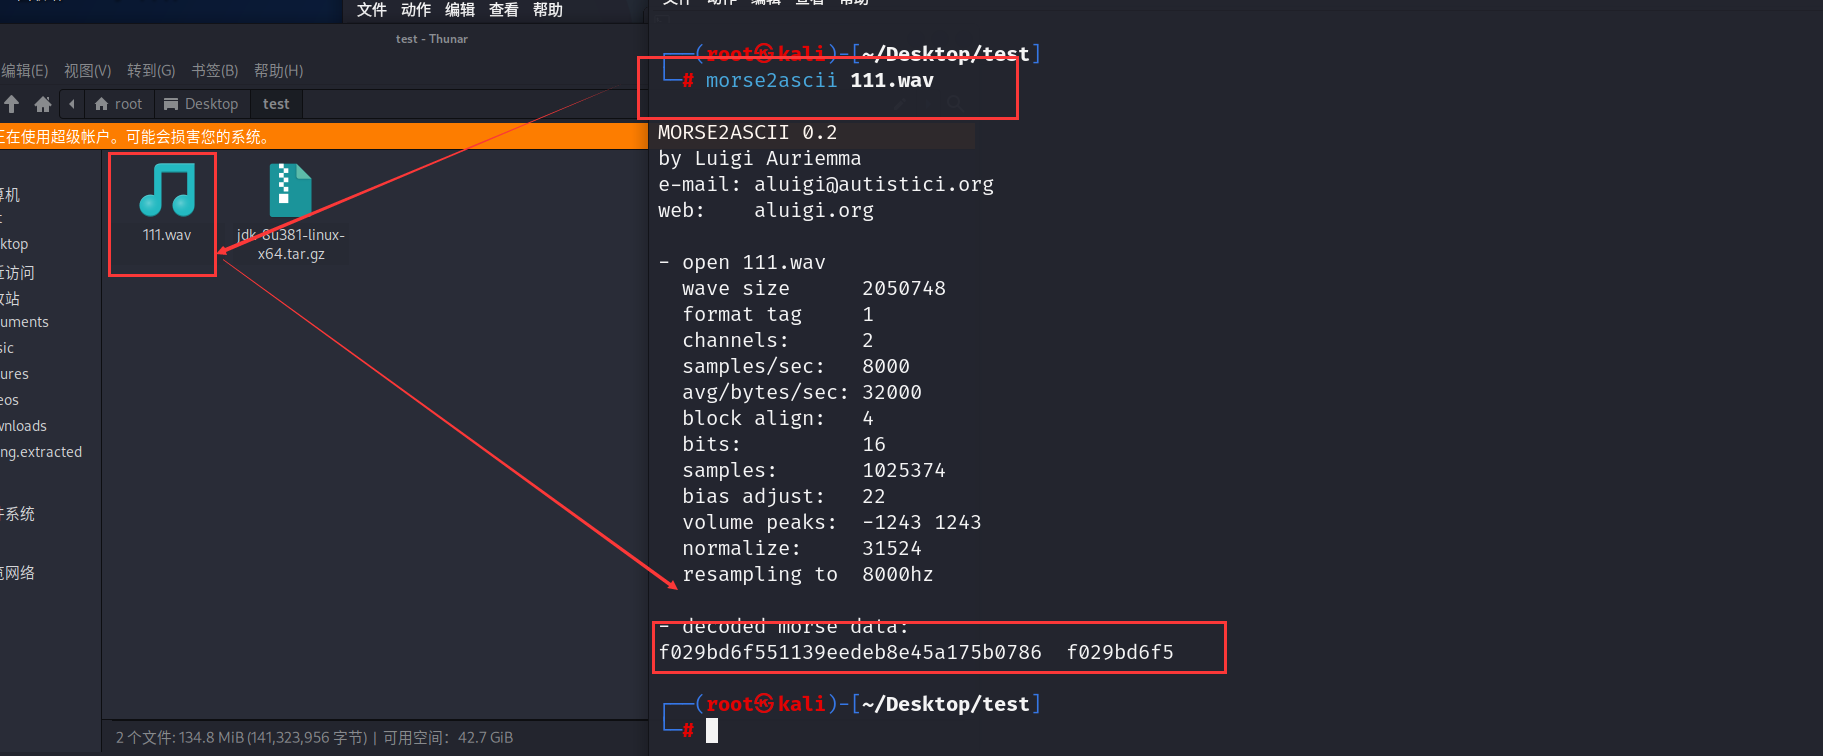 文件 动作 编辑 查看 帮助
test - Thunar
编辑(E) 视图(V) 转到(G) 书签(B) 帮助(H)
root Desktop test
正在使用超级帐户。可能会损害您的系统。
算机
ktop
近访问
收站
uments
sic
ures
eos
wnloads
ng.extracted
件系统
览网络
111.wav
jdk-8u381-linux-
x64.tar.gz
2 个文件: 134.8 MiB (141,323,956 字节) | 可用空间: 42.7 GiB
文件 动作 编辑 查看 帮助
┌──(root㉿kali)-[~/Desktop/test]
└─# morse2ascii 111.wav
MORSE2ASCII 0.2
by Luigi Auriemma
e-mail: aluigi@autistici.org
web: aluigi.org
- open 111.wav
wave size 2050748
format tag 1
channels: 2
samples/sec: 8000
avg/bytes/sec: 32000
block align: 4
bits: 16
samples: 1025374
bias adjust: 22
volume peaks: -1243 1243
normalize: 31524
resampling to 8000hz
- decoded morse data:
f029bd6f551139eedeb8e45a175b0786 f029bd6f5
┌──(root㉿kali)-[~/Desktop/test]
└─#